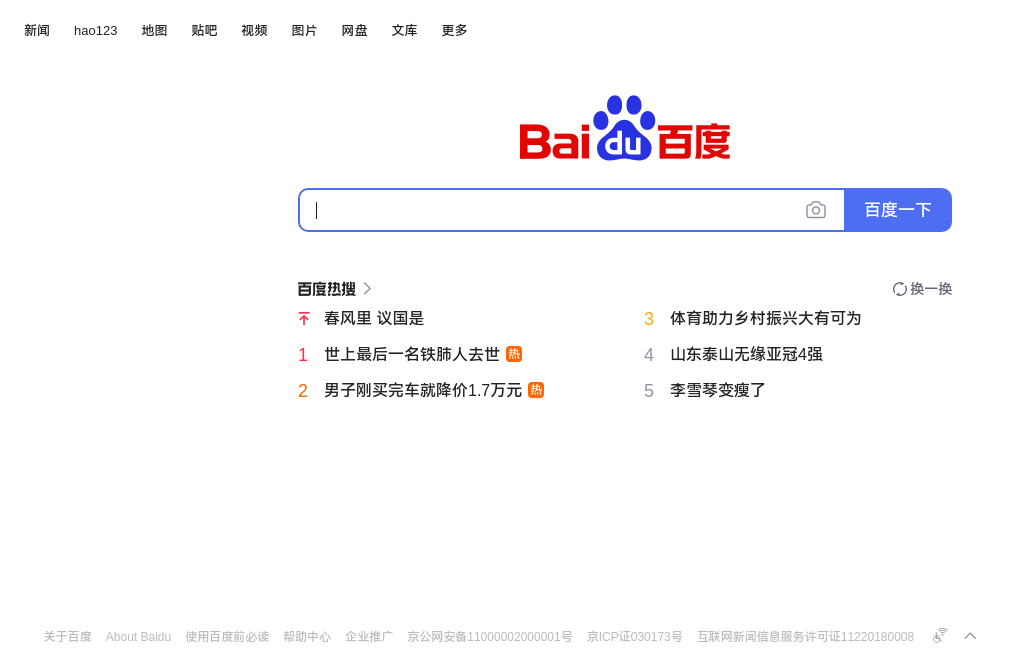 新闻 hao123 地图 贴吧 视频 图片 网盘 文库 更多
Bai du 百度
百度一下
百度热搜 换一换
春风里 议国是
1 世上最后一名铁肺人去世 热
2 男子刚买完车就降价1.7万元 热
3 体育助力乡村振兴大有可为
4 山东泰山无缘亚冠4强
5 李雪琴变瘦了
关于百度 About Baidu 使用百度前必读 帮助中心 企业推广 京公网安备11000002000001号 京ICP证030173号 互联网新闻信息服务许可证11220180008